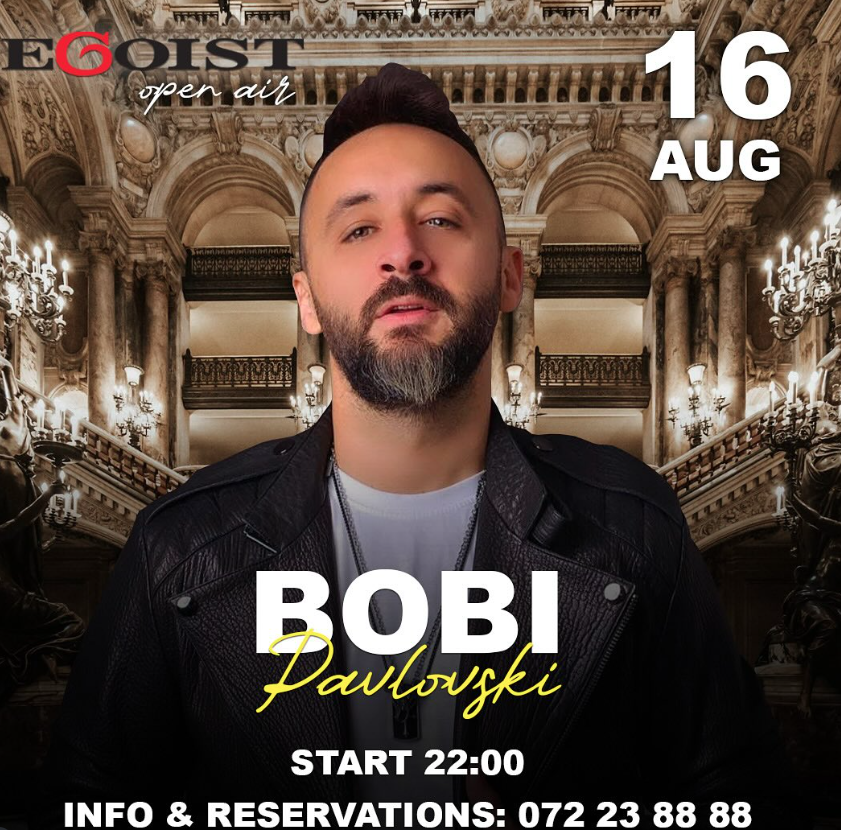 EGOIST
open air
16
AUG
BOBI
Pavlovski
START 22:00
INFO & RESERVATIONS: 072 23 88 88